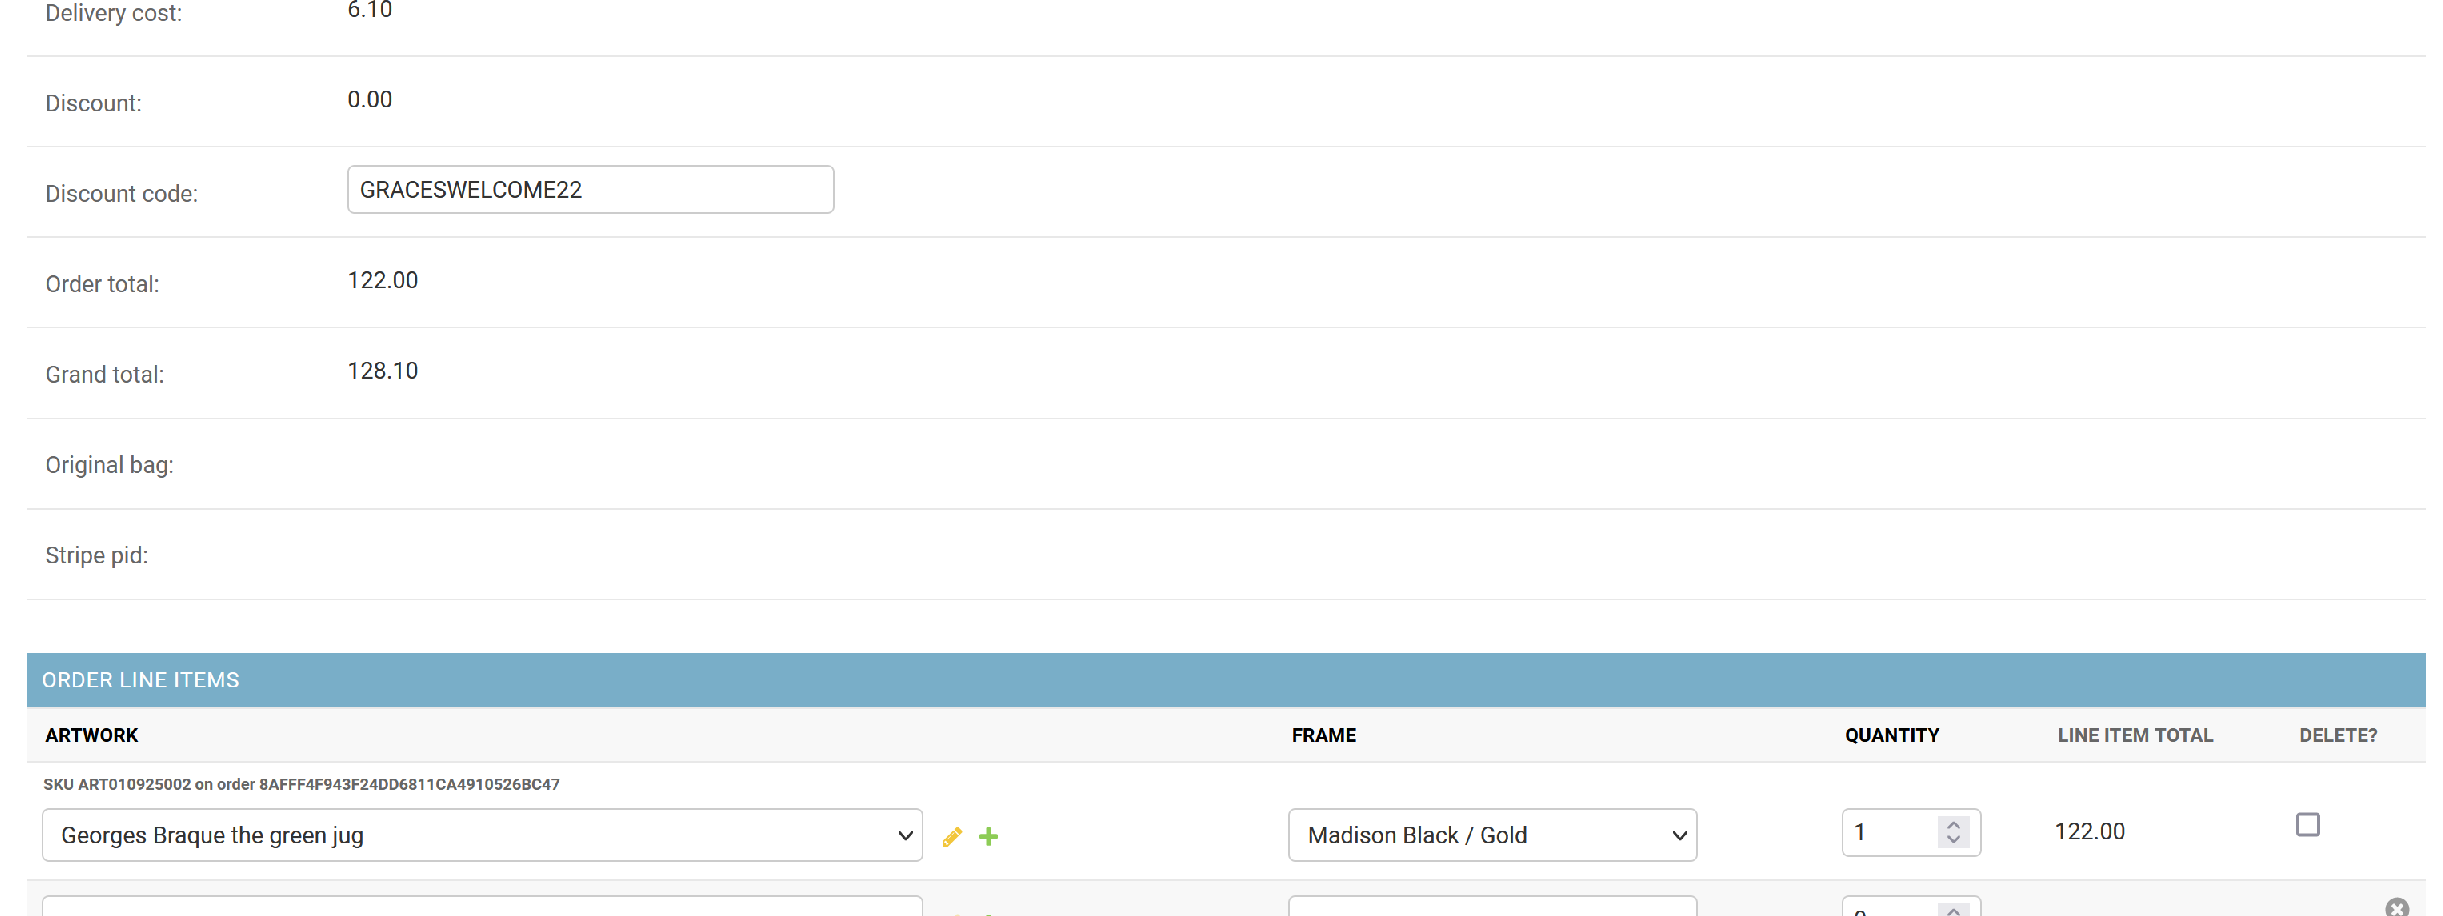 Delivery cost: 6.10
Discount: 0.00
Discount code: GRACESWELCOME22
Order total: 122.00
Grand total: 128.10
Original bag:
Stripe pid:
ORDER LINE ITEMS
ARTWORK FRAME QUANTITY LINE ITEM TOTAL DELETE?
SKU ART010925002 on order 8AFFF4F943F24DD6811CA4910526BC47
Georges Braque the green jug Madison Black / Gold 1 122.00